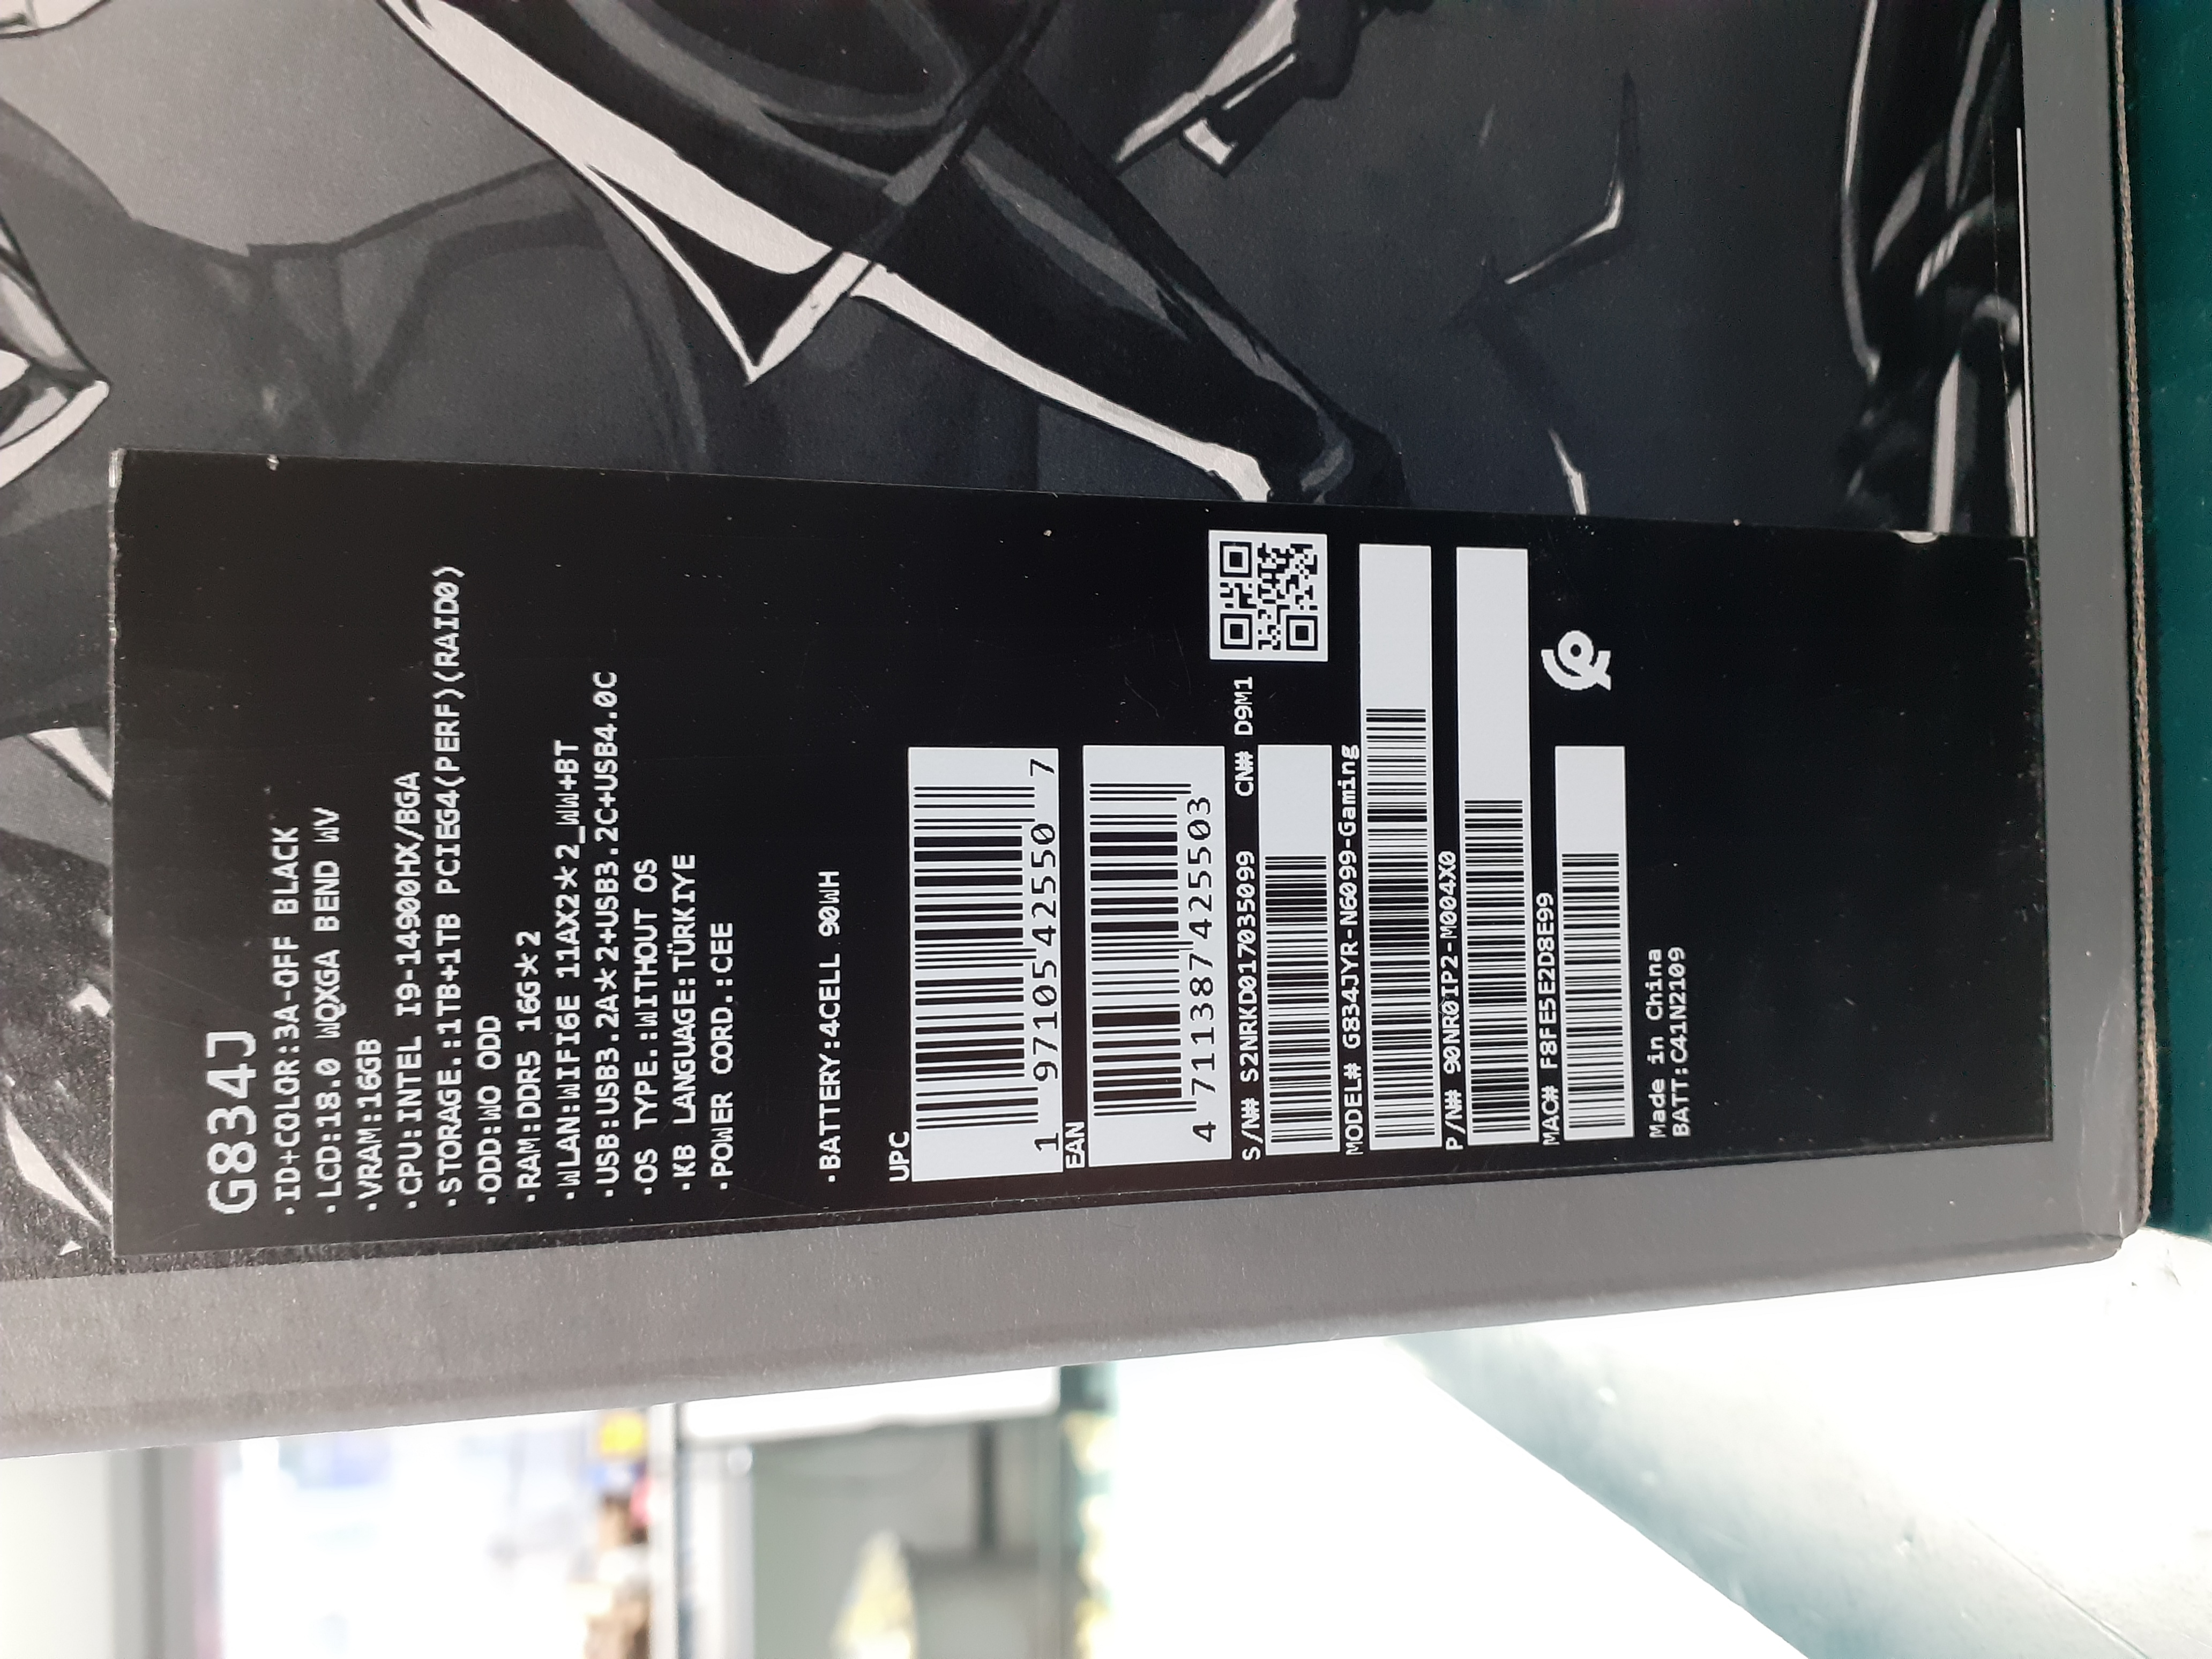 G834J
·ID+COLOR:3A-OFF BLACK
·LCD:18.0 WQXGA BEND WV
·VRAM:16GB
·CPU:INTEL I9-14900HX/BGA
·STORAGE.:1TB+1TB PCIEG4(PERF)(RAID0)
·ODD:WO ODD
·RAM:DDR5 16G*2
·WLAN:WIFI6E 11AX2*2_WW+BT
·USB:USB3.2A*2+USB3.2C+USB4.0C
·OS TYPE.:WITHOUT OS
·KB LANGUAGE:TÜRKIYE
·POWER CORD.:CEE
·BATTERY:4CELL 90WH
UPC
1 97105 42550 7
EAN
4 711387 425503
S/N# S2NRKD017035099 CN# D9M1
MODEL# G834JYR-N6099-Gaming
P/N# 90NR0IP2-M004X0
MAC# F8FE5E2D8E99
Made in China
BATT:C41N2109